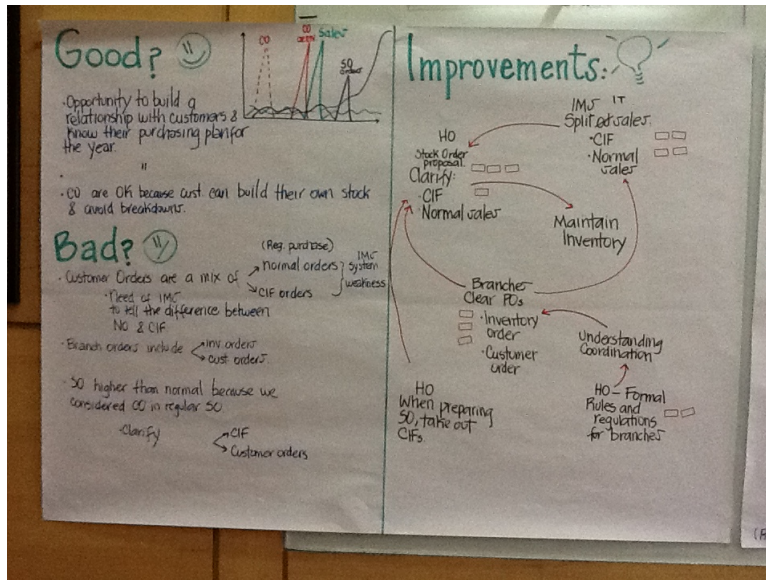 Good?
CO
CO
Sales
SO
orders
· Opportunity to build a
relationship with customers &
know their purchasing plan for
the year.
· "
· CO are OK because cust. can build their own stock
& avoid breakdowns.
Bad?
(Reg. purchase)
· Customer Orders are a mix of
normal orders
CIF orders
IMS
System
weakness
· Need of IMS
to tell the difference between
NO & CIF
· Branch orders include
inv orders
cust. orders.
· SO higher than normal because we
considered CO in regular SO
· Clarify
CIF
Customer orders
Improvements:
IMS IT
Split of sales.
· CIF
· Normal
sales
HO
Stock Order
proposal.
Clarify:
· CIF
· Normal sales
Maintain
Inventory
Branches
Clear POs
· Inventory
order
· Customer
order
Understanding
Coordination
HO
When preparing
SO, take out
CIFs
HO - Formal
Rules and
regulations
for branches